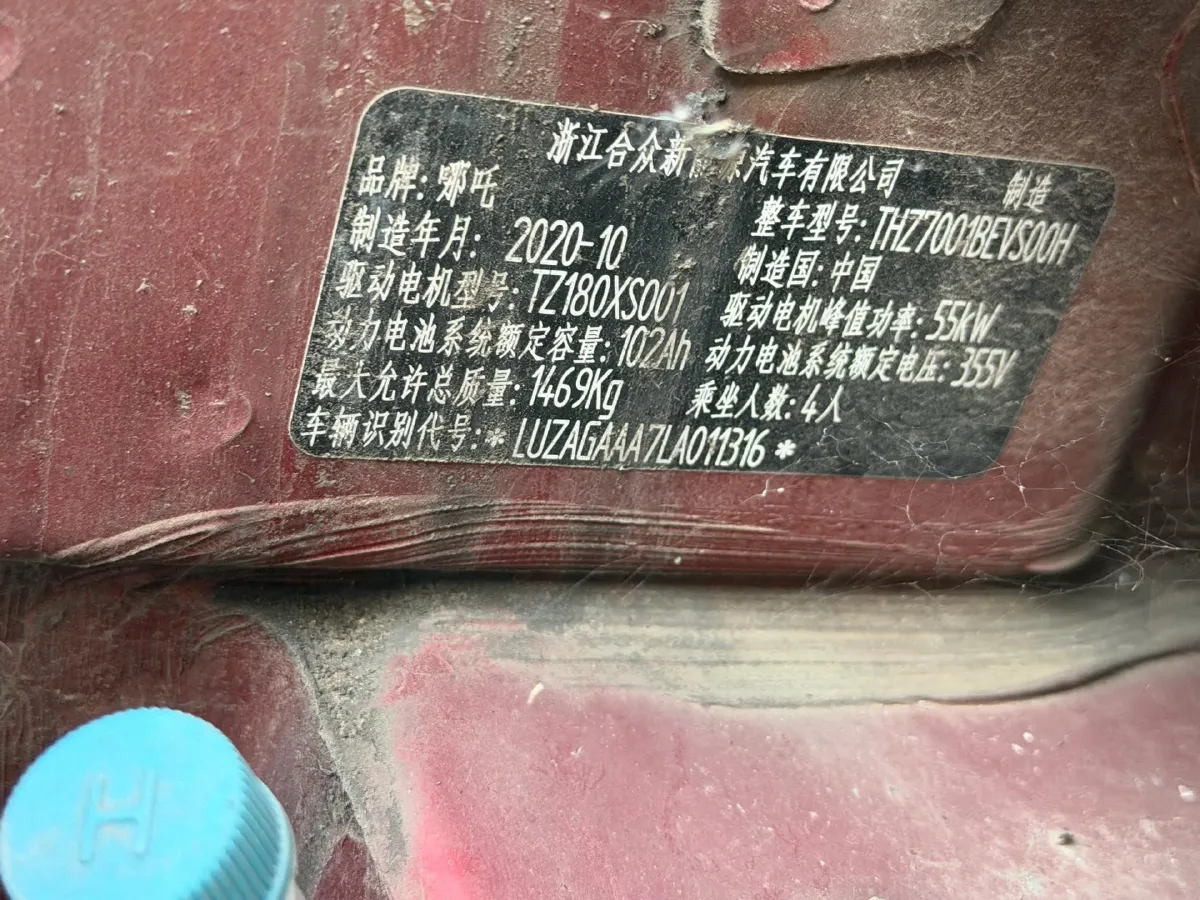 浙江合众新 源汽车有限公司 制造
品牌:哪吒 整车型号:THZ7001BEVS00H
制造年月: 2020-10 制造国:中国
驱动电机型号:TZ180XS001 驱动电机峰值功率:55kW
动力电池系统额定容量:102Ah 动力电池系统额定电压:355V
最大允许总质量:1469Kg 乘坐人数:4人
车辆识别代号:* LUZAGAAA7LA011316 *
H